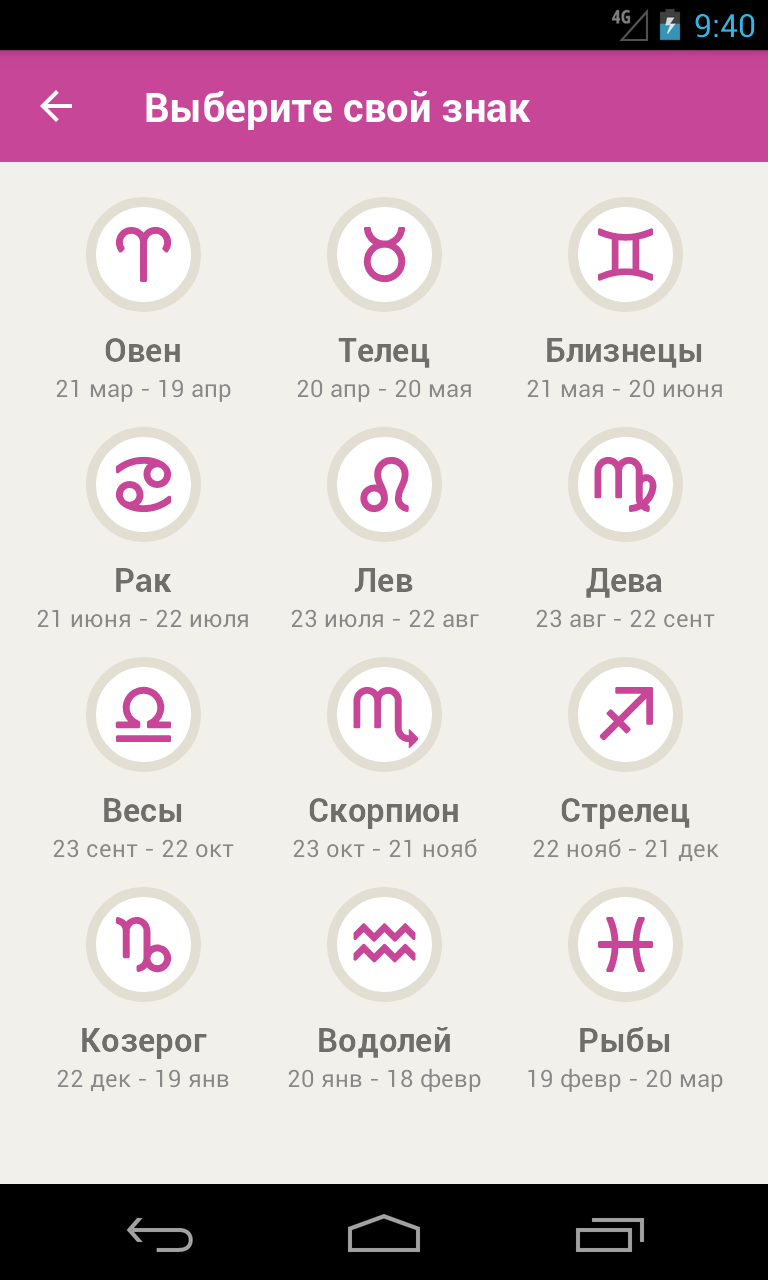 4G 9:40
Выберите свой знак
Овен Телец Близнецы
21 мар - 19 апр 20 апр - 20 мая 21 мая - 20 июня
Рак Лев Дева
21 июня - 22 июля 23 июля - 22 авг 23 авг - 22 сент
Весы Скорпион Стрелец
23 сент - 22 окт 23 окт - 21 нояб 22 нояб - 21 дек
Козерог Водолей Рыбы
22 дек - 19 янв 20 янв - 18 февр 19 февр - 20 мар